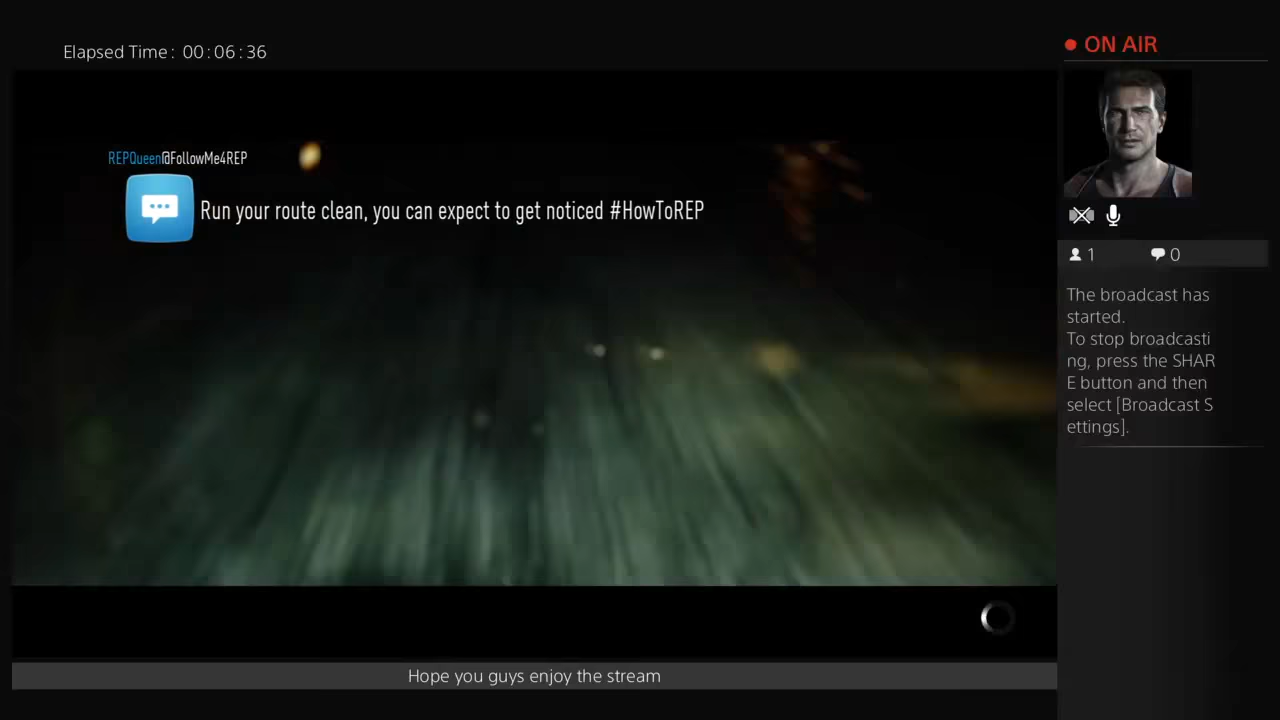 Elapsed Time: 00:06:36
ON AIR
REPQueen@FollowMe4REP
Run your route clean, you can expect to get noticed #HowToREP
1
0
The broadcast has
started.
To stop broadcasti
ng, press the SHAR
E button and then
select [Broadcast S
ettings].
Hope you guys enjoy the stream